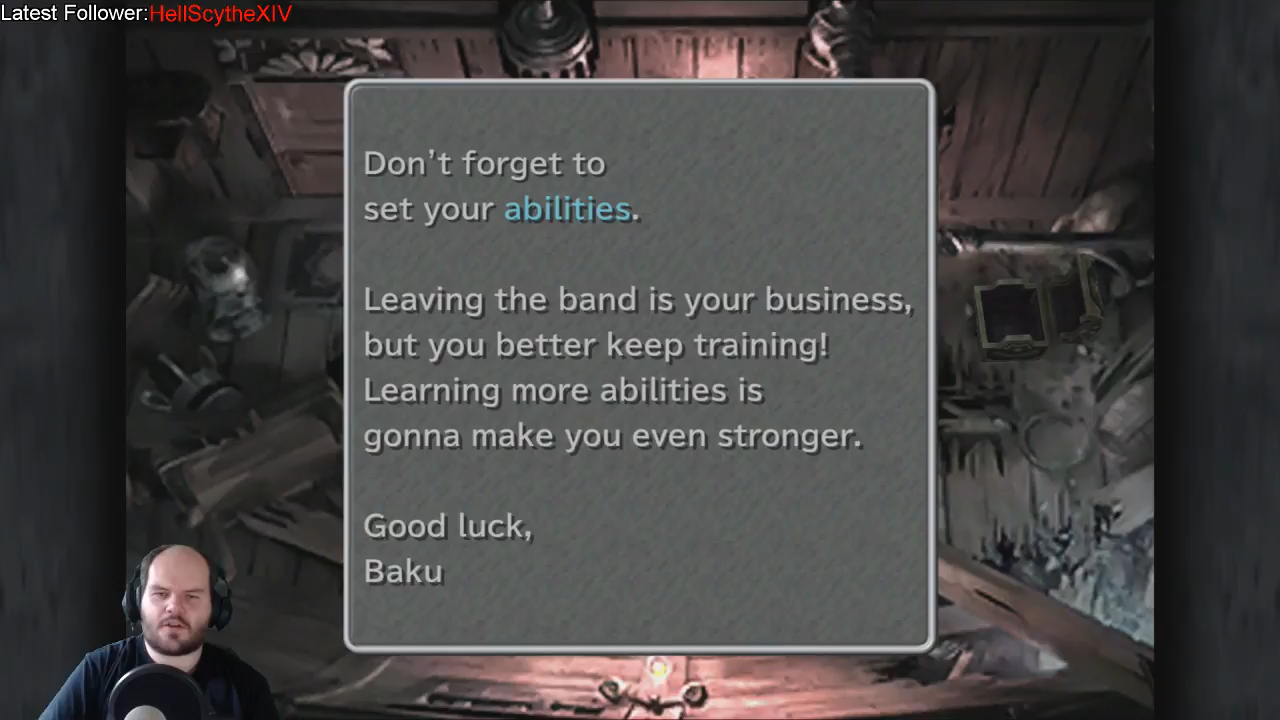 Latest Follower:HellScytheXIV
Don't forget to
set your abilities.
Leaving the band is your business,
but you better keep training!
Learning more abilities is
gonna make you even stronger.
Good luck,
Baku